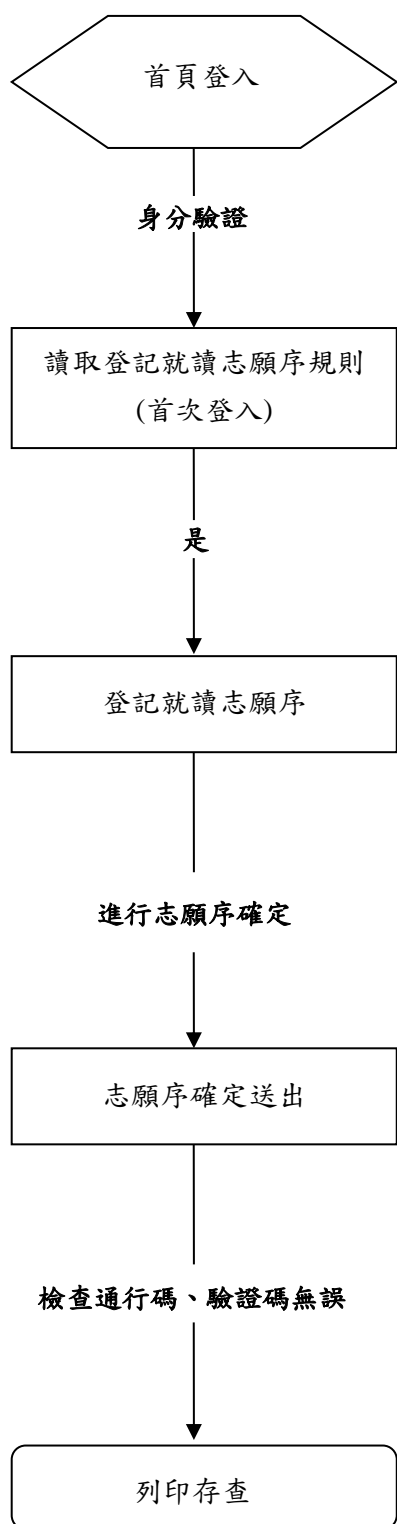 首頁登入
身分驗證
讀取登記就讀志願序規則
(首次登入)
是
登記就讀志願序
進行志願序確定
志願序確定送出
檢查通行碼、驗證碼無誤
列印存查